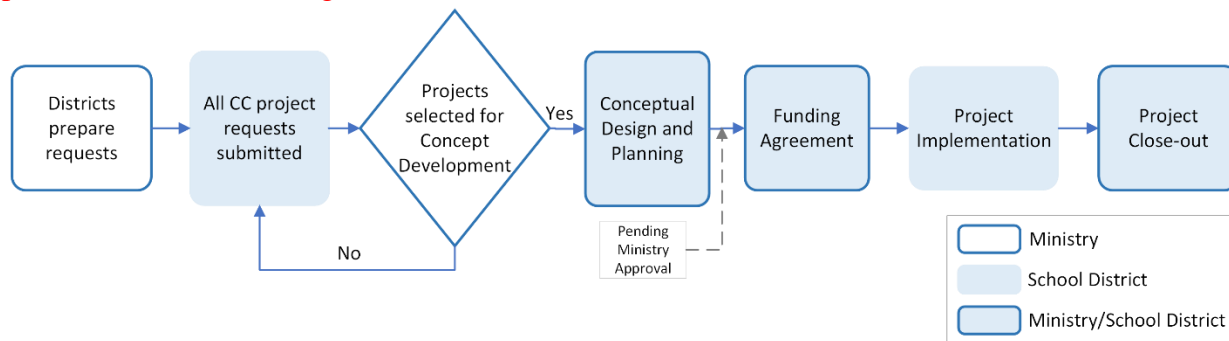 Districts
prepare
requests
All CC project
requests
submitted
Projects
selected for
Concept
Development
Yes
No
Conceptual
Design and
Planning
Pending
Ministry
Approval
Funding
Agreement
Project
Implementation
Project
Close-out
Ministry
School District
Ministry/School District